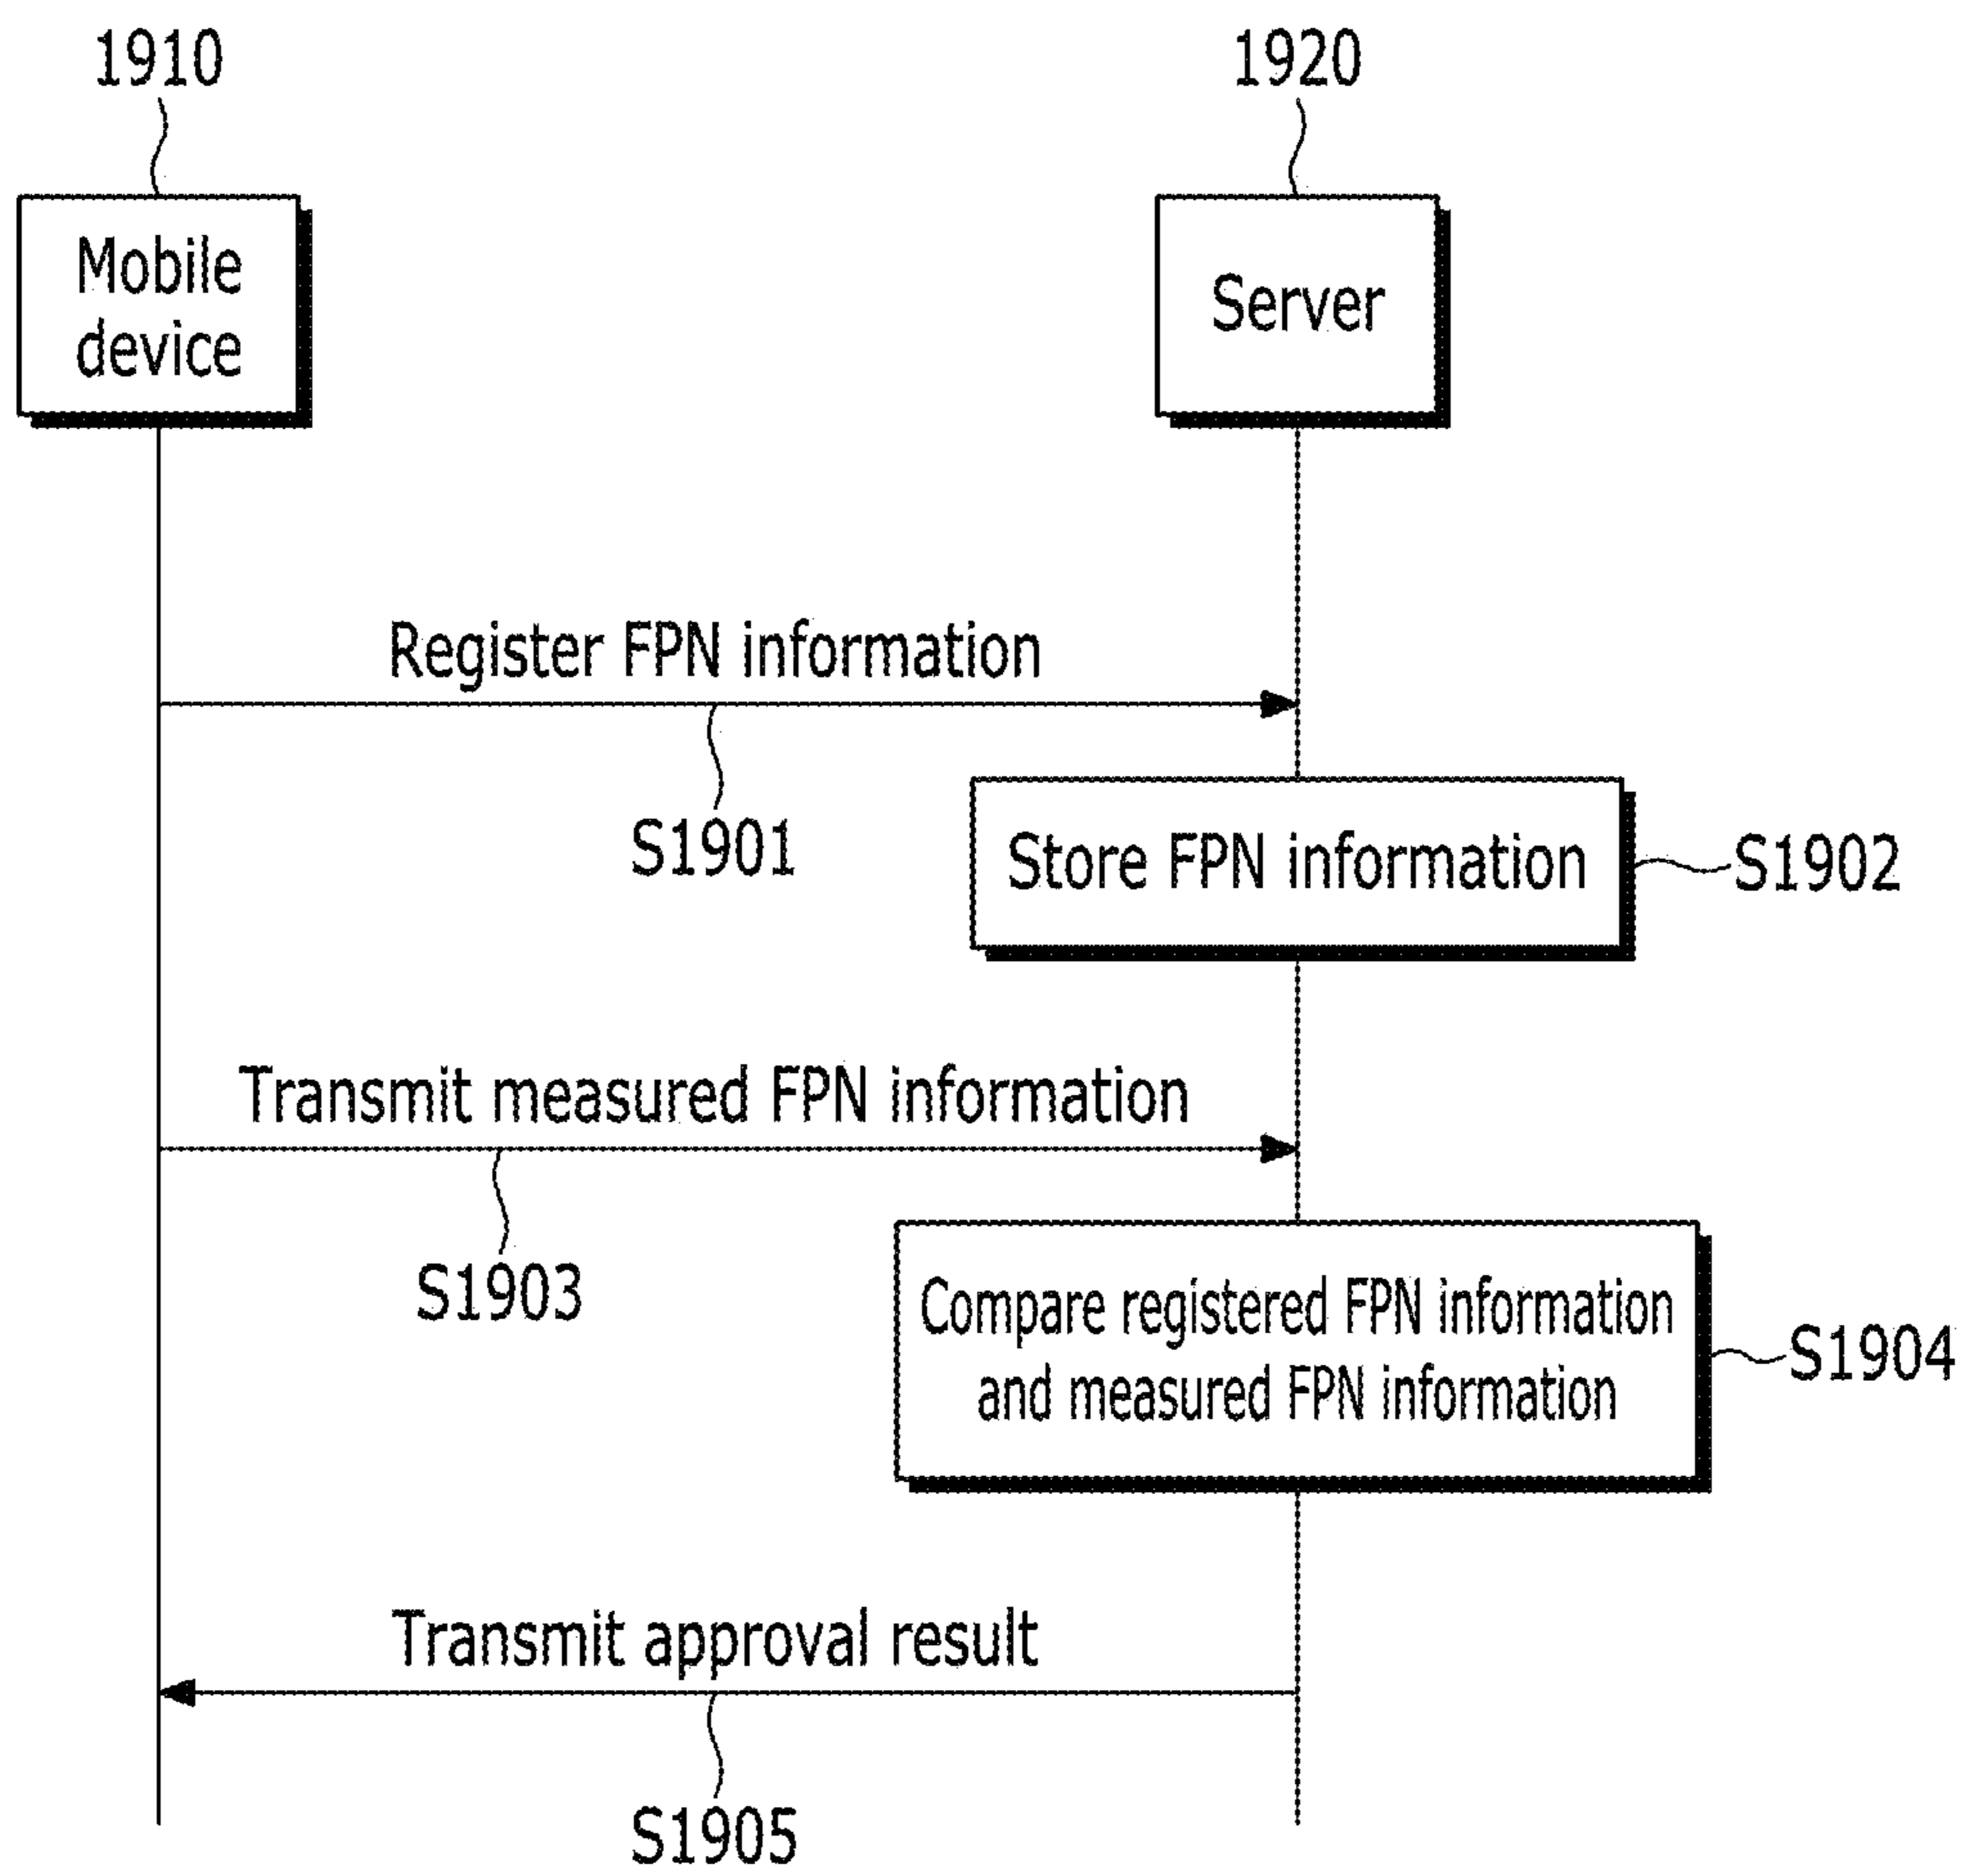 1910
1920
Mobile
device
Server
Register FPN information
S1901
Store FPN information
S1902
Transmit measured FPN information
S1903
Compare registered FPN information
and measured FPN information
S1904
Transmit approval result
S1905